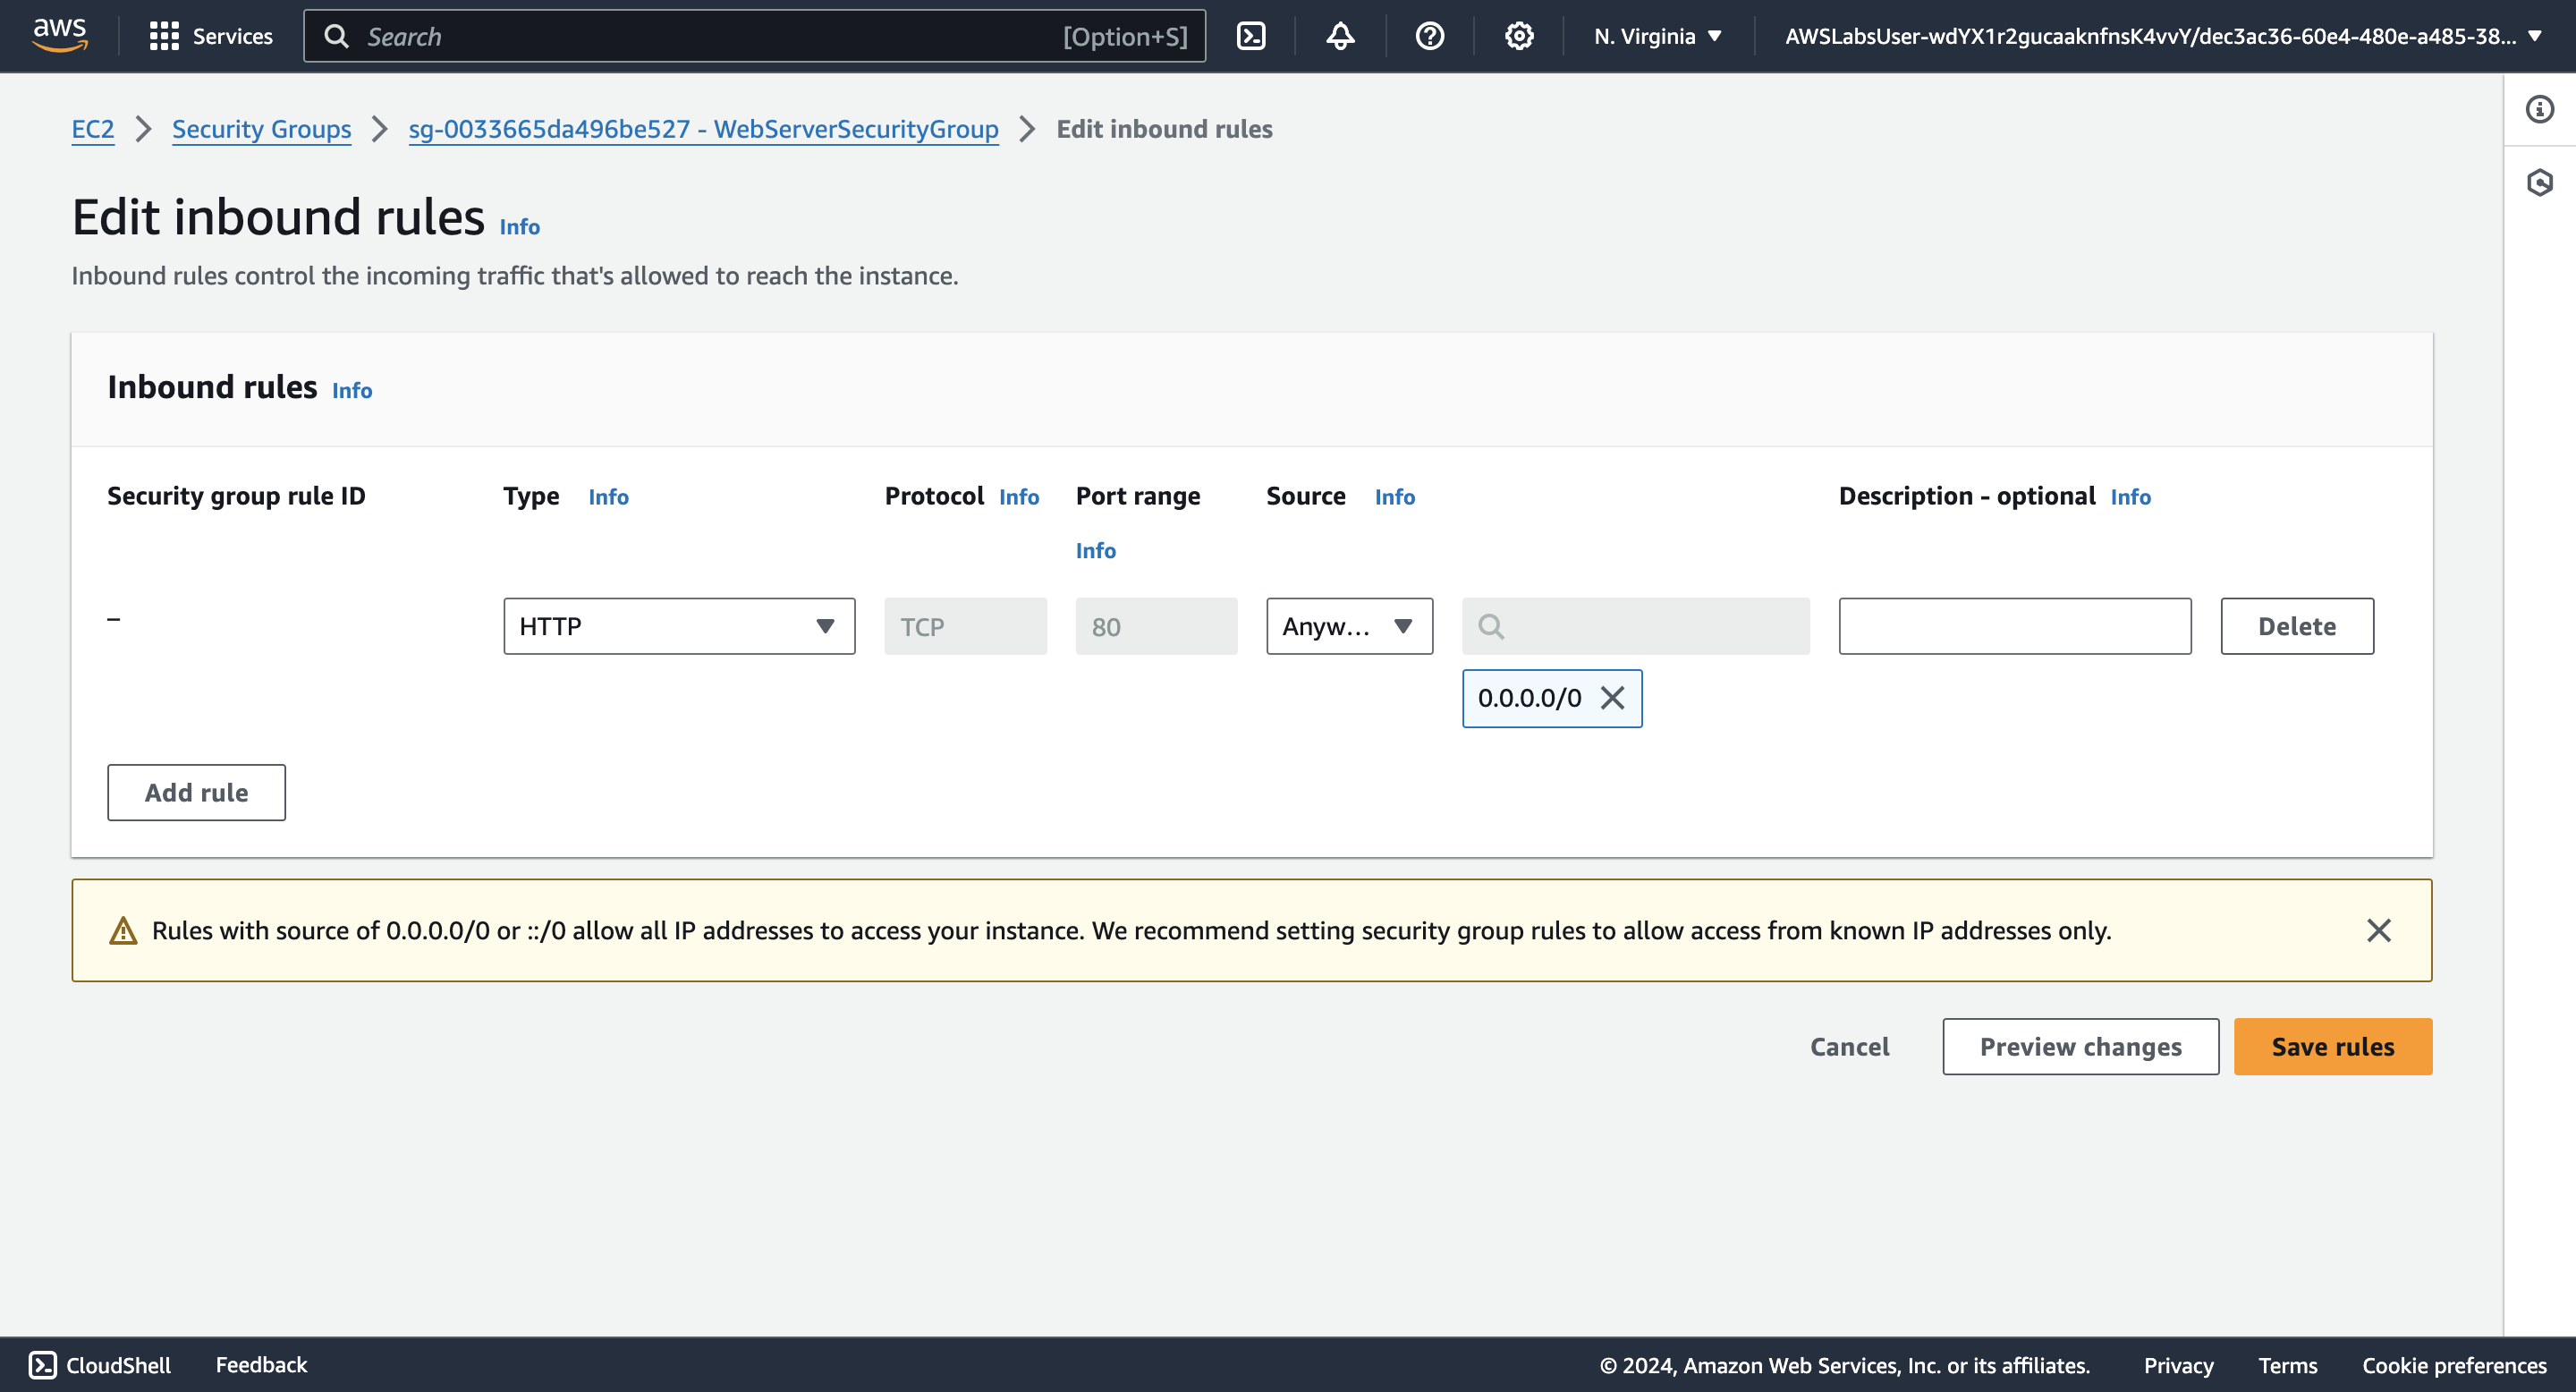 aws
Services
Search
[Option+S]
N. Virginia
AWSLabsUser-wdYX1r2gucaaknfnsK4vvY/dec3ac36-60e4-480e-a485-38...
EC2
Security Groups
sg-0033665da496be527 - WebServerSecurityGroup
Edit inbound rules
Edit inbound rules Info
Inbound rules control the incoming traffic that's allowed to reach the instance.
Inbound rules Info
Security group rule ID
Type Info
Protocol Info
Port range
Info
Source Info
Description - optional Info
–
HTTP
TCP
80
Anyw...
0.0.0.0/0
Delete
Add rule
Rules with source of 0.0.0.0/0 or ::/0 allow all IP addresses to access your instance. We recommend setting security group rules to allow access from known IP addresses only.
Cancel
Preview changes
Save rules
CloudShell
Feedback
© 2024, Amazon Web Services, Inc. or its affiliates.
Privacy
Terms
Cookie preferences